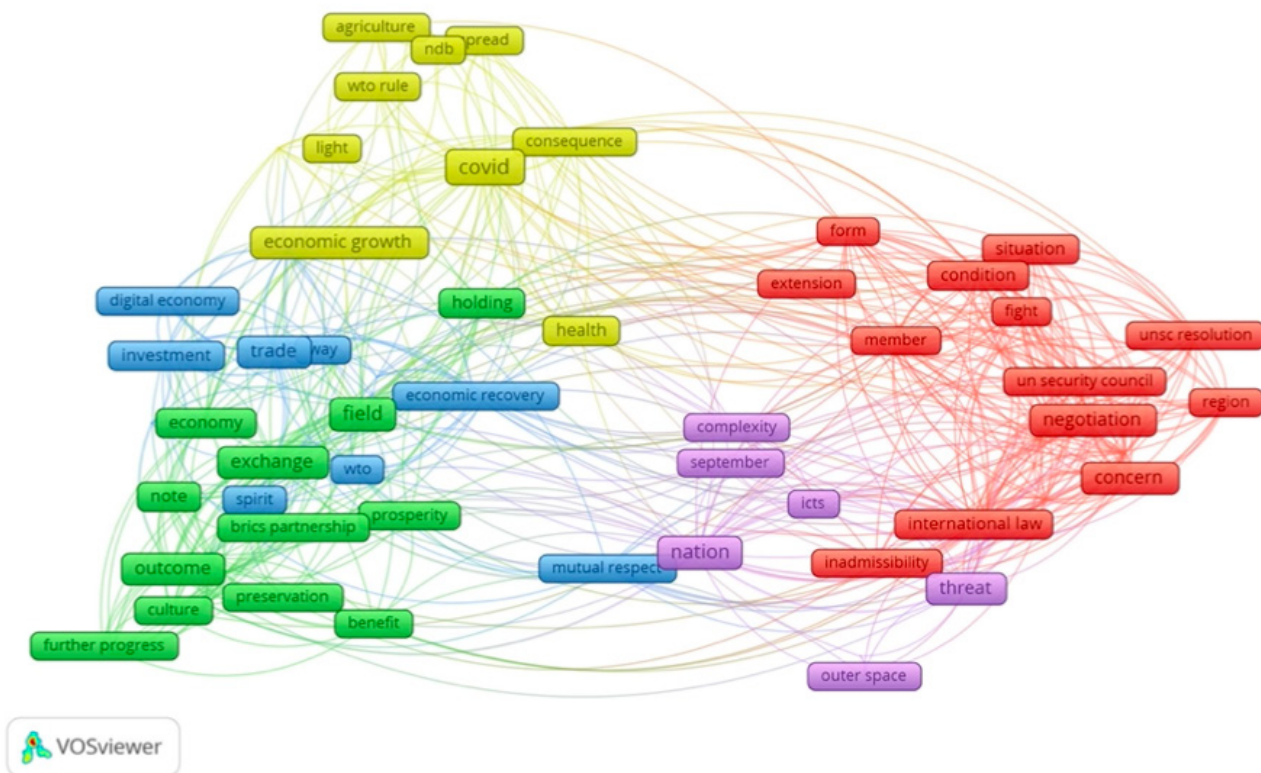 agriculture
ndb
spread
wto rule
light
consequence
covid
economic growth
form
situation
condition
extension
digital economy
holding
fight
health
unsc resolution
member
investment
trade
way
economic recovery
un security council
region
economy
field
negotiation
complexity
exchange
wto
september
concern
note
spirit
icts
brics partnership
prosperity
international law
nation
outcome
mutual respect
inadmissibility
threat
preservation
culture
benefit
further progress
outer space
VOSviewer